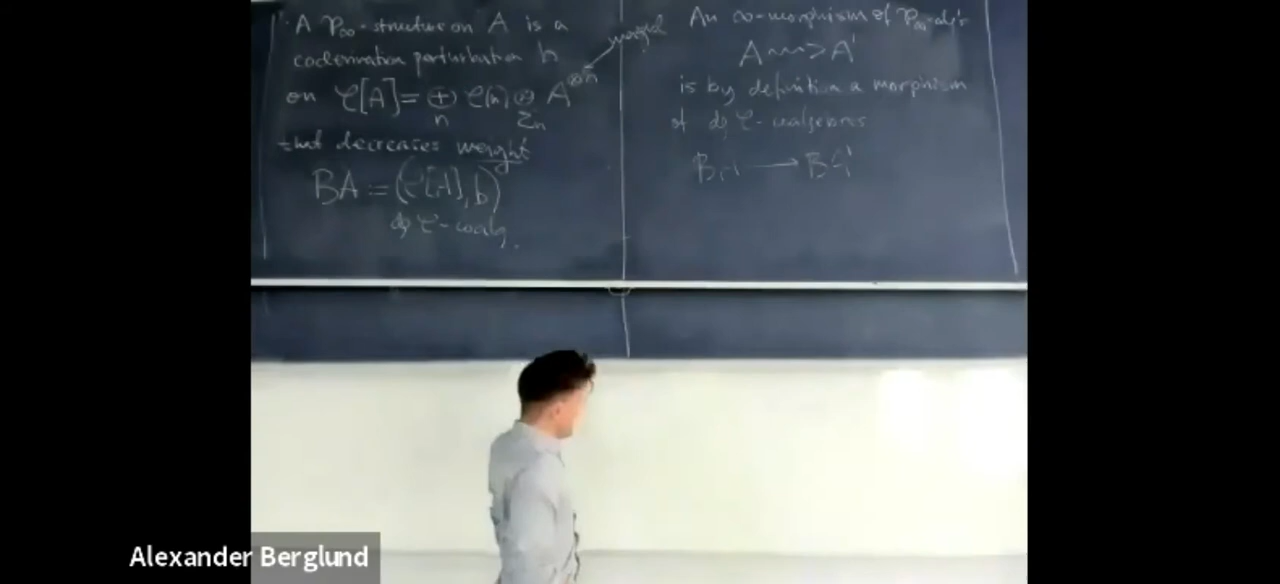 A P∞-structure on A is a
coderivation perturbation b
on 𝒞[A] = ⊕ 𝒞(n) ⊗ A^⊗n
n Σn
weight
that decreases weight
BA = (𝒞[A], b)
dg 𝒞-coalg.
An ∞-morphism of P∞-alg's
A ~~> A'
is by definition a morphism
of dg 𝒞-coalgebras
BA → BA'
Alexander Berglund